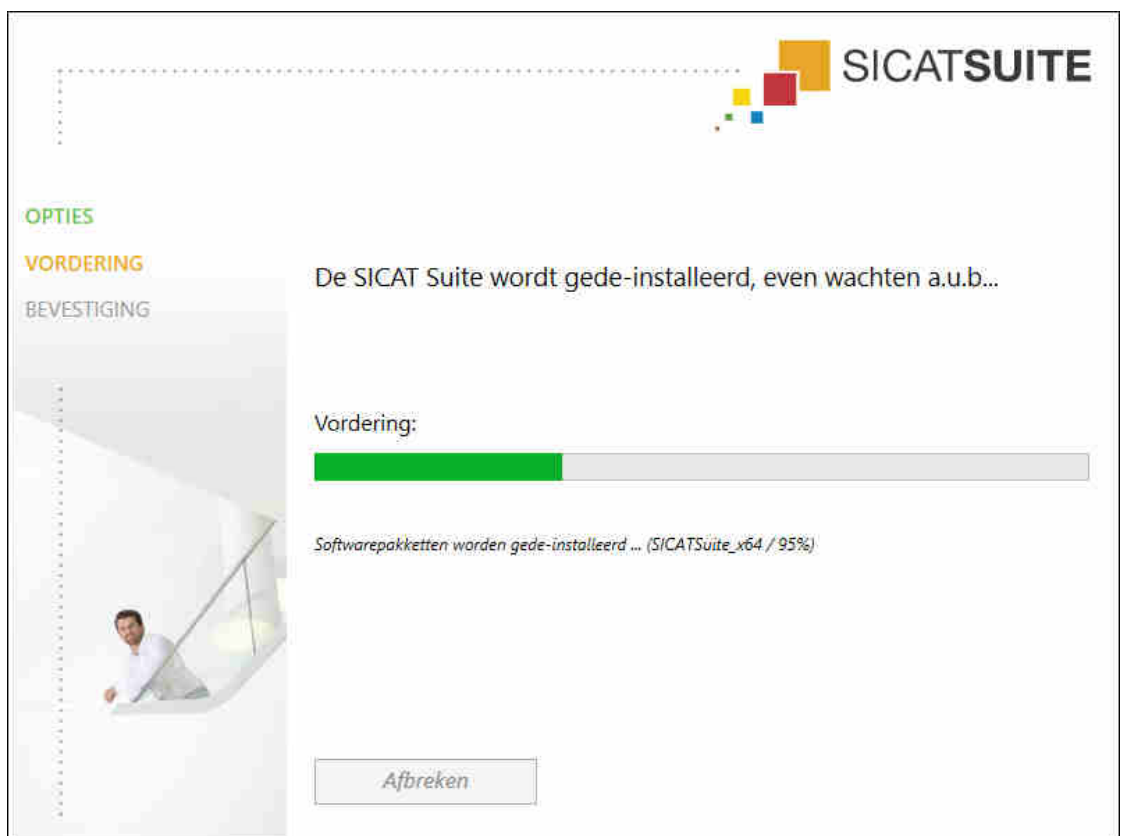 SICATSUITE
OPTIES
VORDERING
BEVESTIGING
De SICAT Suite wordt gede-installeerd, even wachten a.u.b...
Vordering:
Softwarepakketten worden gede-installeerd ... (SICATSuite_x64 / 95%)
Afbreken